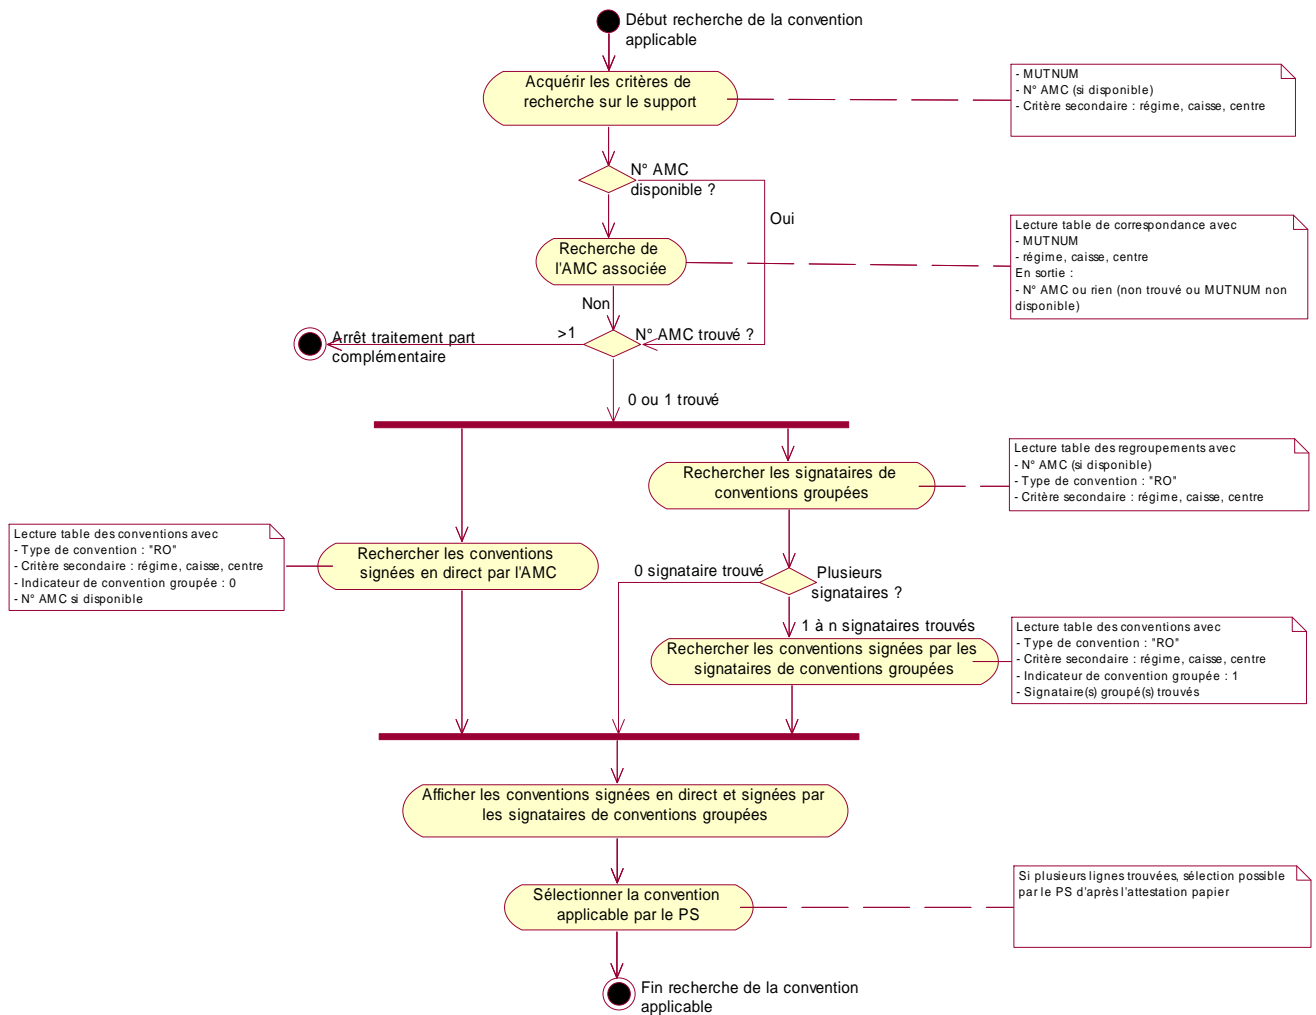 Début recherche de la convention
applicable
Acquérir les critères de
recherche sur le support
- MUTNUM
- N° AMC (si disponible)
- Critère secondaire : régime, caisse, centre
N° AMC
disponible ?
Oui
Recherche de
l'AMC associée
Lecture table de correspondance avec
- MUTNUM
- régime, caisse, centre
En sortie :
- N° AMC ou rien (non trouvé ou MUTNUM non
disponible)
Non
>1
N° AMC trouvé ?
Arrêt traitement part
complémentaire
0 ou 1 trouvé
Rechercher les signataires de
conventions groupées
Lecture table des regroupements avec
- N° AMC (si disponible)
- Type de convention : "RO"
- Critère secondaire : régime, caisse, centre
Lecture table des conventions avec
- Type de convention : "RO"
- Critère secondaire : régime, caisse, centre
- Indicateur de convention groupée : 0
- N° AMC si disponible
Rechercher les conventions
signées en direct par l'AMC
0 signataire trouvé
Plusieurs
signataires ?
1 à n signataires trouvés
Rechercher les conventions signées par les
signataires de conventions groupées
Lecture table des conventions avec
- Type de convention : "RO"
- Critère secondaire : régime, caisse, centre
- Indicateur de convention groupée : 1
- Signataire(s) groupé(s) trouvés
Afficher les conventions signées en direct et signées par
les signataires de conventions groupées
Sélectionner la convention
applicable par le PS
Si plusieurs lignes trouvées, sélection possible
par le PS d'après l'attestation papier
Fin recherche de la convention
applicable